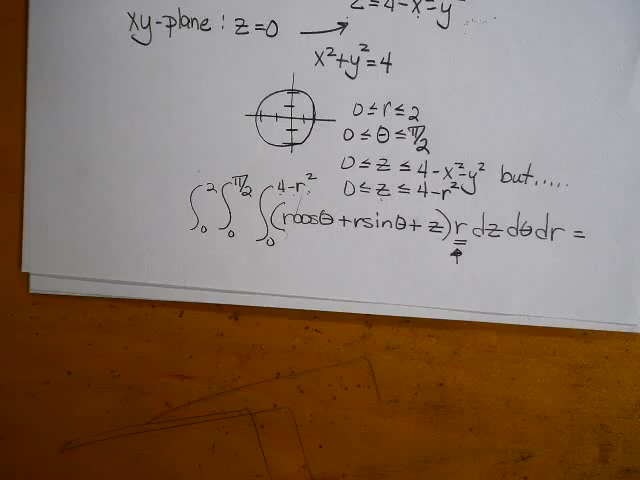 z=4-x²-y²
xy-plane: z=0 →
x²+y²=4
0≤r≤2
0≤θ≤π/2
0≤z≤4-x²-y² but.....
0≤z≤4-r²
∫₀² ∫₀^(π/2) ∫₀^(4-r²) (rcosθ+rsinθ+z) r dz dθ dr =